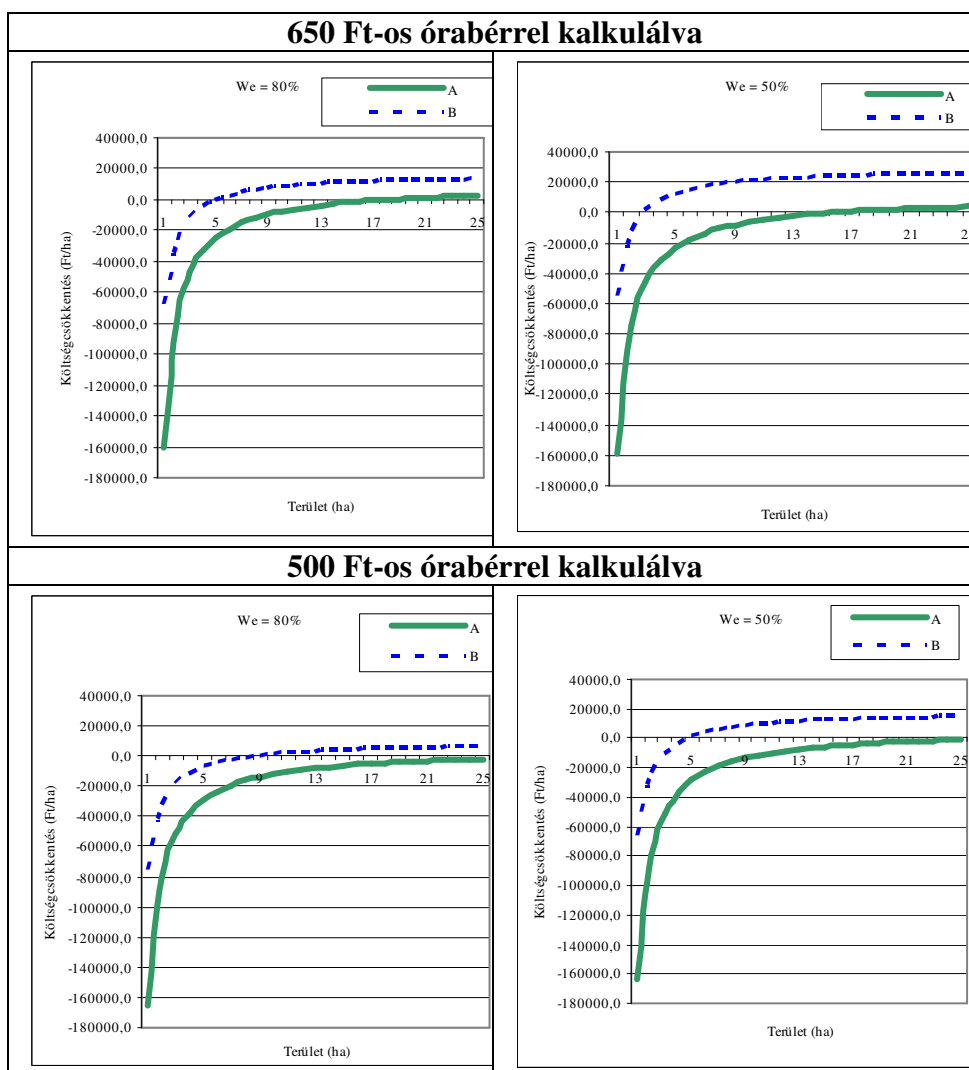 650 Ft-os órabérrel kalkulálva
We = 80%
A
B
40000,0
20000,0
0,0
-20000,0
-40000,0
-60000,0
-80000,0
-100000,0
-120000,0
-140000,0
-160000,0
-180000,0
1 5 9 13 17 21 25
Költségcsökkentés (Ft/ha)
Terület (ha)
We = 50%
A
B
40000,0
20000,0
0,0
-20000,0
-40000,0
-60000,0
-80000,0
-100000,0
-120000,0
-140000,0
-160000,0
-180000,0
1 5 9 13 17 21
Költségcsökkentés (Ft/ha)
Terület (ha)
500 Ft-os órabérrel kalkulálva
We = 80%
A
B
40000,0
20000,0
0,0
-20000,0
-40000,0
-60000,0
-80000,0
-100000,0
-120000,0
-140000,0
-160000,0
-180000,0
1 5 9 13 17 21 25
Költségcsökkentés (Ft/ha)
Terület (ha)
We = 50%
A
B
40000,0
20000,0
0,0
-20000,0
-40000,0
-60000,0
-80000,0
-100000,0
-120000,0
-140000,0
-160000,0
-180000,0
1 5 9 13 17 21 25
Költségcsökkentés (Ft/ha)
Terület (ha)